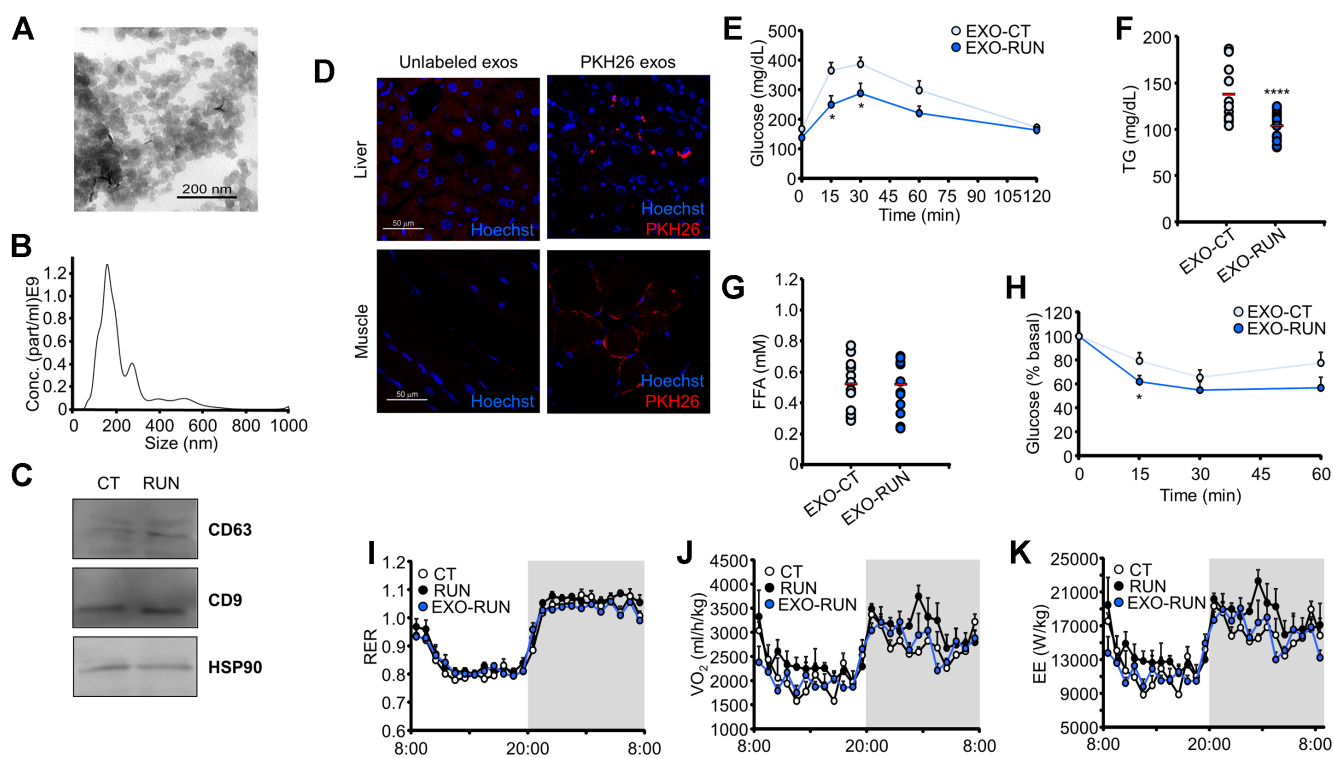 A
200 nm
B
Conc. (part/ml)E9
1.2
1.0
0.8
0.6
0.4
0.2
0
0 200 400 600 800 1000
Size (nm)
C
CT RUN
CD63
CD9
HSP90
D
Unlabeled exos PKH26 exos
Liver
50 µm
Hoechst
Hoechst
PKH26
Muscle
50 µm
Hoechst
Hoechst
PKH26
E
Glucose (mg/dL)
500
400
300
200
100
0
EXO-CT
EXO-RUN
*
*
0 15 30 45 60 75 90 105 120
Time (min)
F
TG (mg/dL)
200
150
100
50
0
****
EXO-CT
EXO-RUN
G
FFA (mM)
1.2
1.0
0.8
0.6
0.4
0.2
0
EXO-CT
EXO-RUN
H
Glucose (% basal)
120
100
80
60
40
20
0
EXO-CT
EXO-RUN
*
0 15 30 45 60
Time (min)
I
RER
1.2
1.1
1.0
0.9
0.8
0.7
0.6
CT
RUN
EXO-RUN
8:00 20:00 8:00
J
VO2 (ml/h/kg)
4500
4000
3500
3000
2500
2000
1500
1000
CT
RUN
EXO-RUN
8:00 20:00 8:00
K
EE (W/kg)
25000
21000
17000
13000
9000
5000
CT
RUN
EXO-RUN
8:00 20:00 8:00